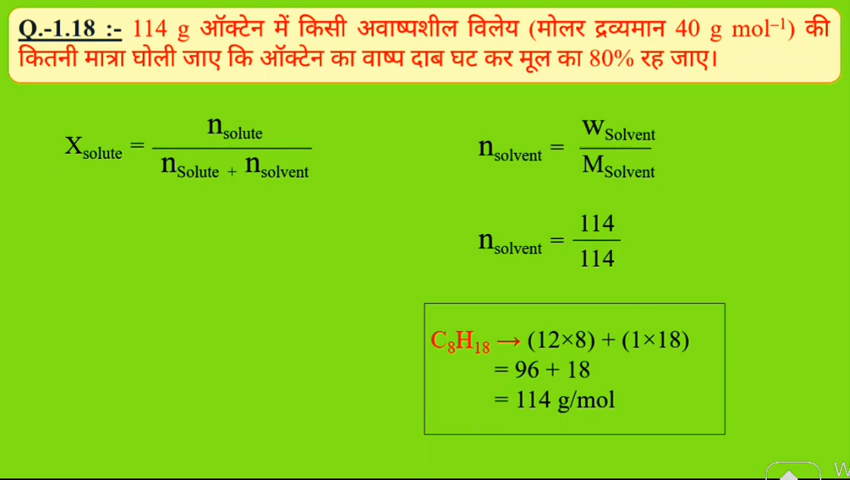 Q.-1.18 :- 114 g ऑक्टेन में किसी अवाष्पशील विलेय (मोलर द्रव्यमान 40 g mol⁻¹) की
कितनी मात्रा घोली जाए कि ऑक्टेन का वाष्प दाब घट कर मूल का 80% रह जाए।
X_solute = n_solute / n_Solute + n_solvent
n_solvent = W_Solvent / M_Solvent
n_solvent = 114 / 114
C₈H₁₈ → (12×8) + (1×18)
= 96 + 18
= 114 g/mol
W